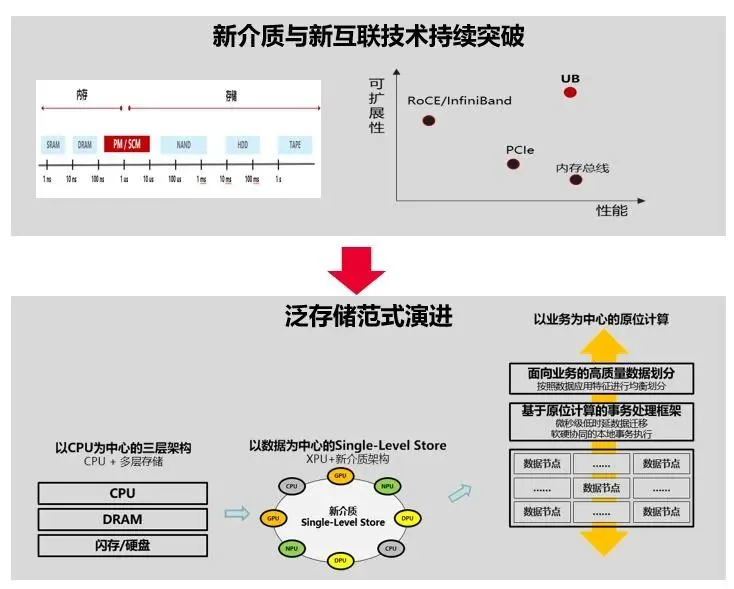 新介质与新互联技术持续突破
内存
存储
SRAM
DRAM
PM / SCM
NAND
HDD
TAPE
1 ns
10 ns
100 ns
1 us
10 us
100 us
1 ms
10 ms
100 ms
1 s
可扩展性
UB
RoCE/InfiniBand
PCIe
内存总线
性能
泛存储范式演进
以CPU为中心的三层架构
CPU + 多层存储
CPU
DRAM
闪存/硬盘
以数据为中心的Single-Level Store
XPU+新介质架构
GPU
CPU
NPU
GPU
新介质
Single-Level Store
DPU
NPU
CPU
DPU
以业务为中心的原位计算
面向业务的高质量数据划分
按照数据应用特征进行均衡划分
基于原位计算的事务处理框架
微秒级低时延数据迁移
软硬协同的本地事务执行
数据节点 …… 数据节点
…… 数据节点 ……
数据节点 …… 数据节点